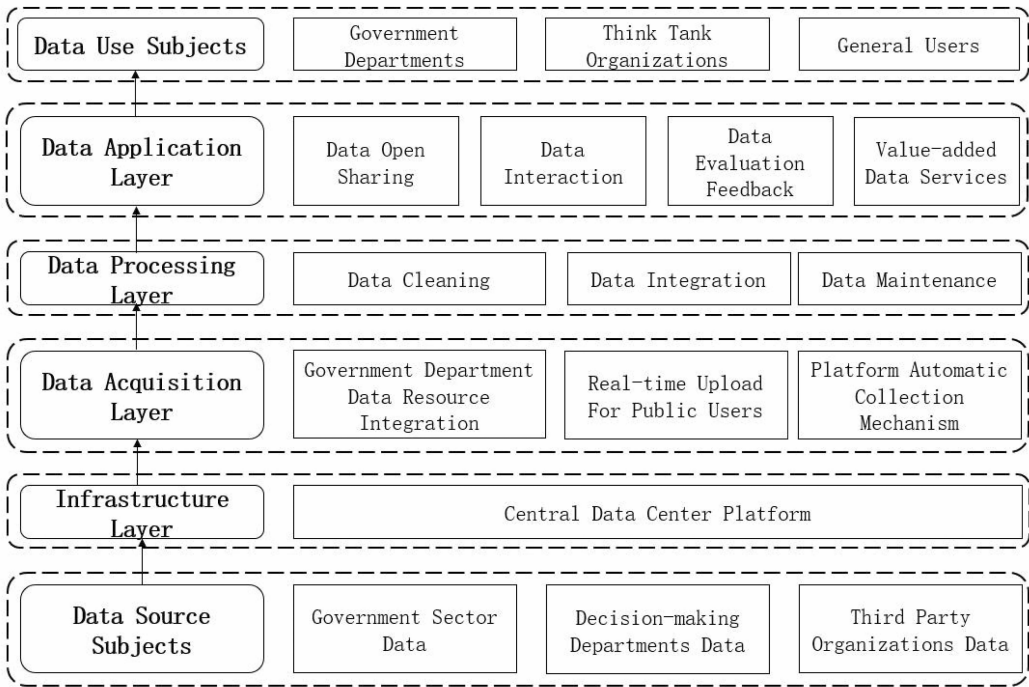 Data Use Subjects
Government
Departments
Think Tank
Organizations
General Users
Data Application
Layer
Data Open
Sharing
Data
Interaction
Data
Evaluation
Feedback
Value-added
Data Services
Data Processing
Layer
Data Cleaning
Data Integration
Data Maintenance
Data Acquisition
Layer
Government Department
Data Resource
Integration
Real-time Upload
For Public Users
Platform Automatic
Collection
Mechanism
Infrastructure
Layer
Central Data Center Platform
Data Source
Subjects
Government Sector
Data
Decision-making
Departments Data
Third Party
Organizations Data